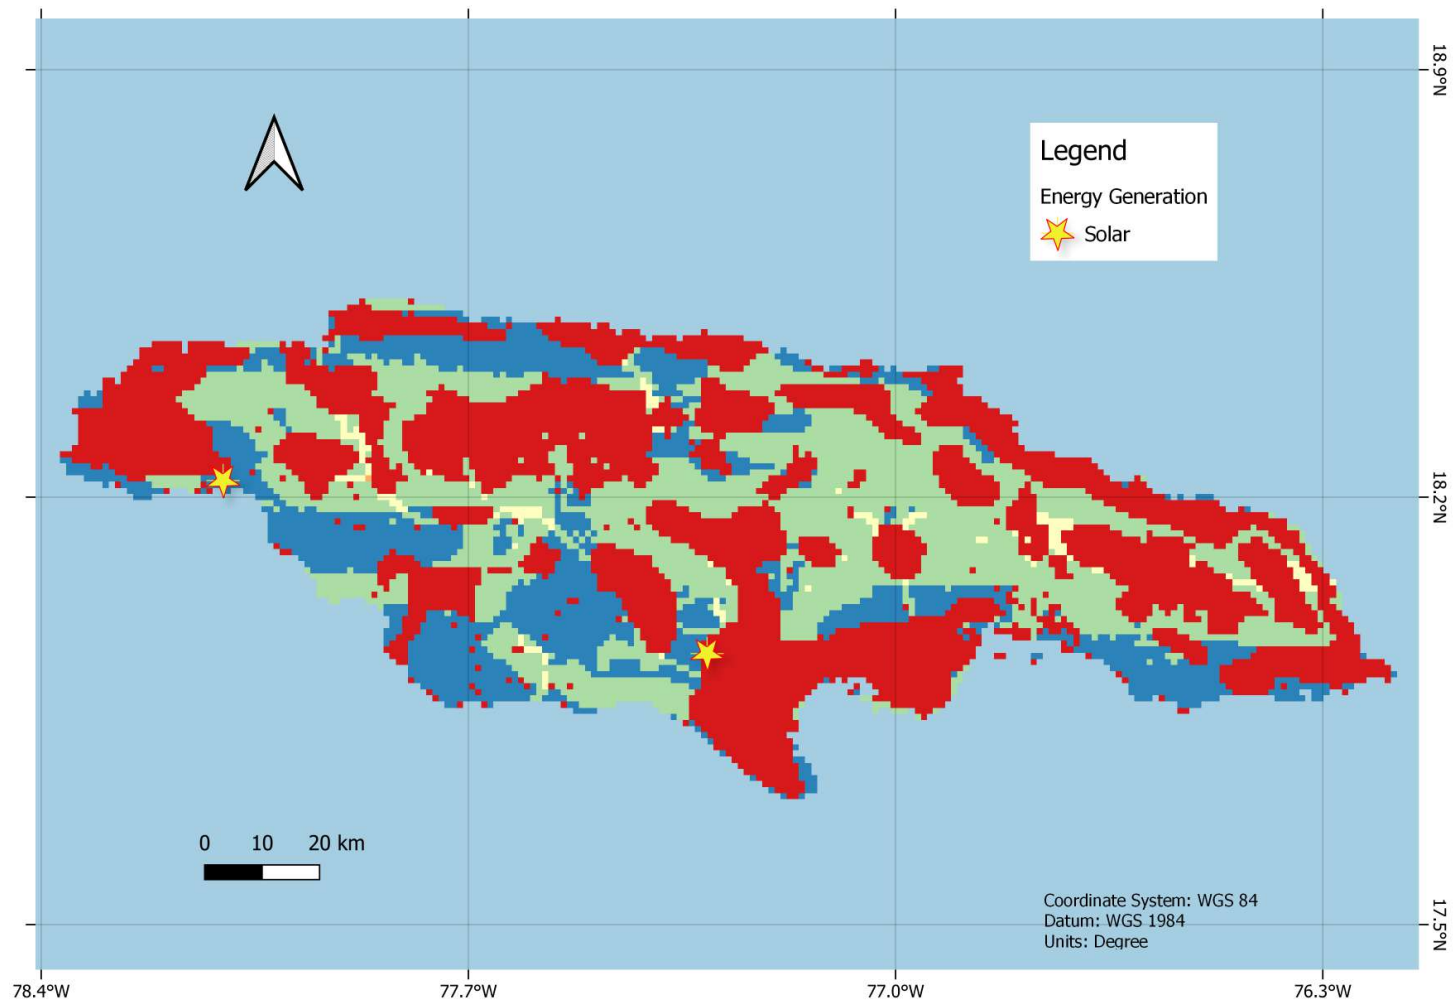 18.9°N
Legend
Energy Generation
Solar
18.2°N
0 10 20 km
Coordinate System: WGS 84
Datum: WGS 1984
Units: Degree
17.5°N
78.4°W 77.7°W 77.0°W 76.3°W